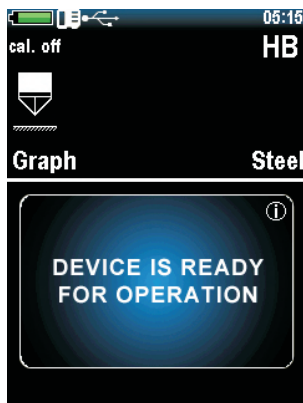 05:15
cal. off HB
Graph Steel
DEVICE IS READY
FOR OPERATION